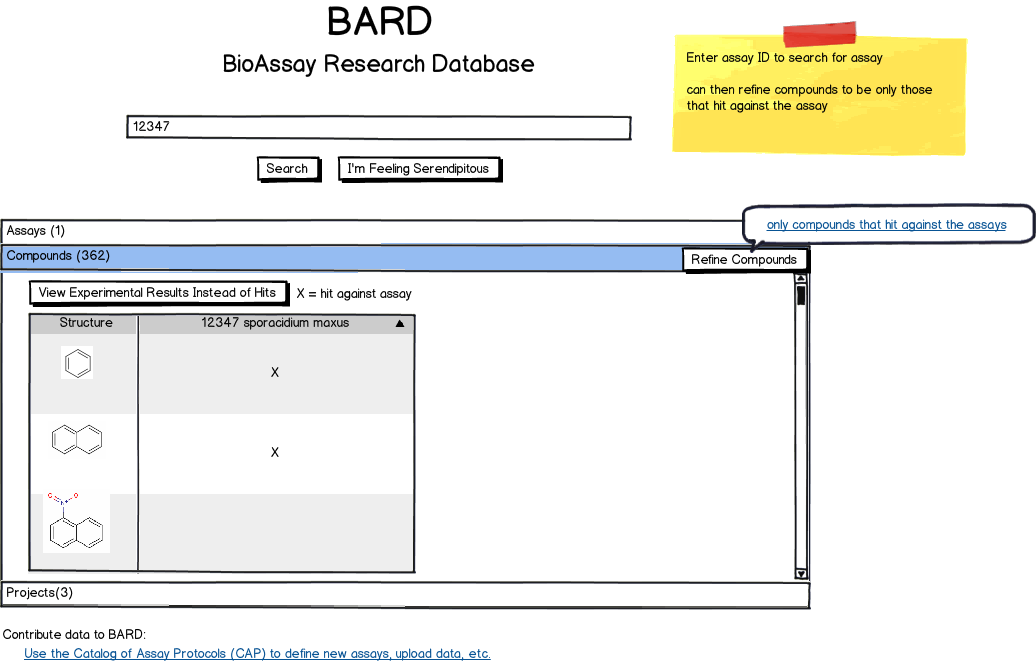 BARD
BioAssay Research Database
Enter assay ID to search for assay
can then refine compounds to be only those
that hit against the assay
12347
Search
I'm Feeling Serendipitous
only compounds that hit against the assays
Assays (1)
Compounds (362)
Refine Compounds
View Experimental Results Instead of Hits
X = hit against assay
Structure
12347 sporacidium maxus
X
X
O
O
N+
Projects(3)
Contribute data to BARD:
Use the Catalog of Assay Protocols (CAP) to define new assays, upload data, etc.